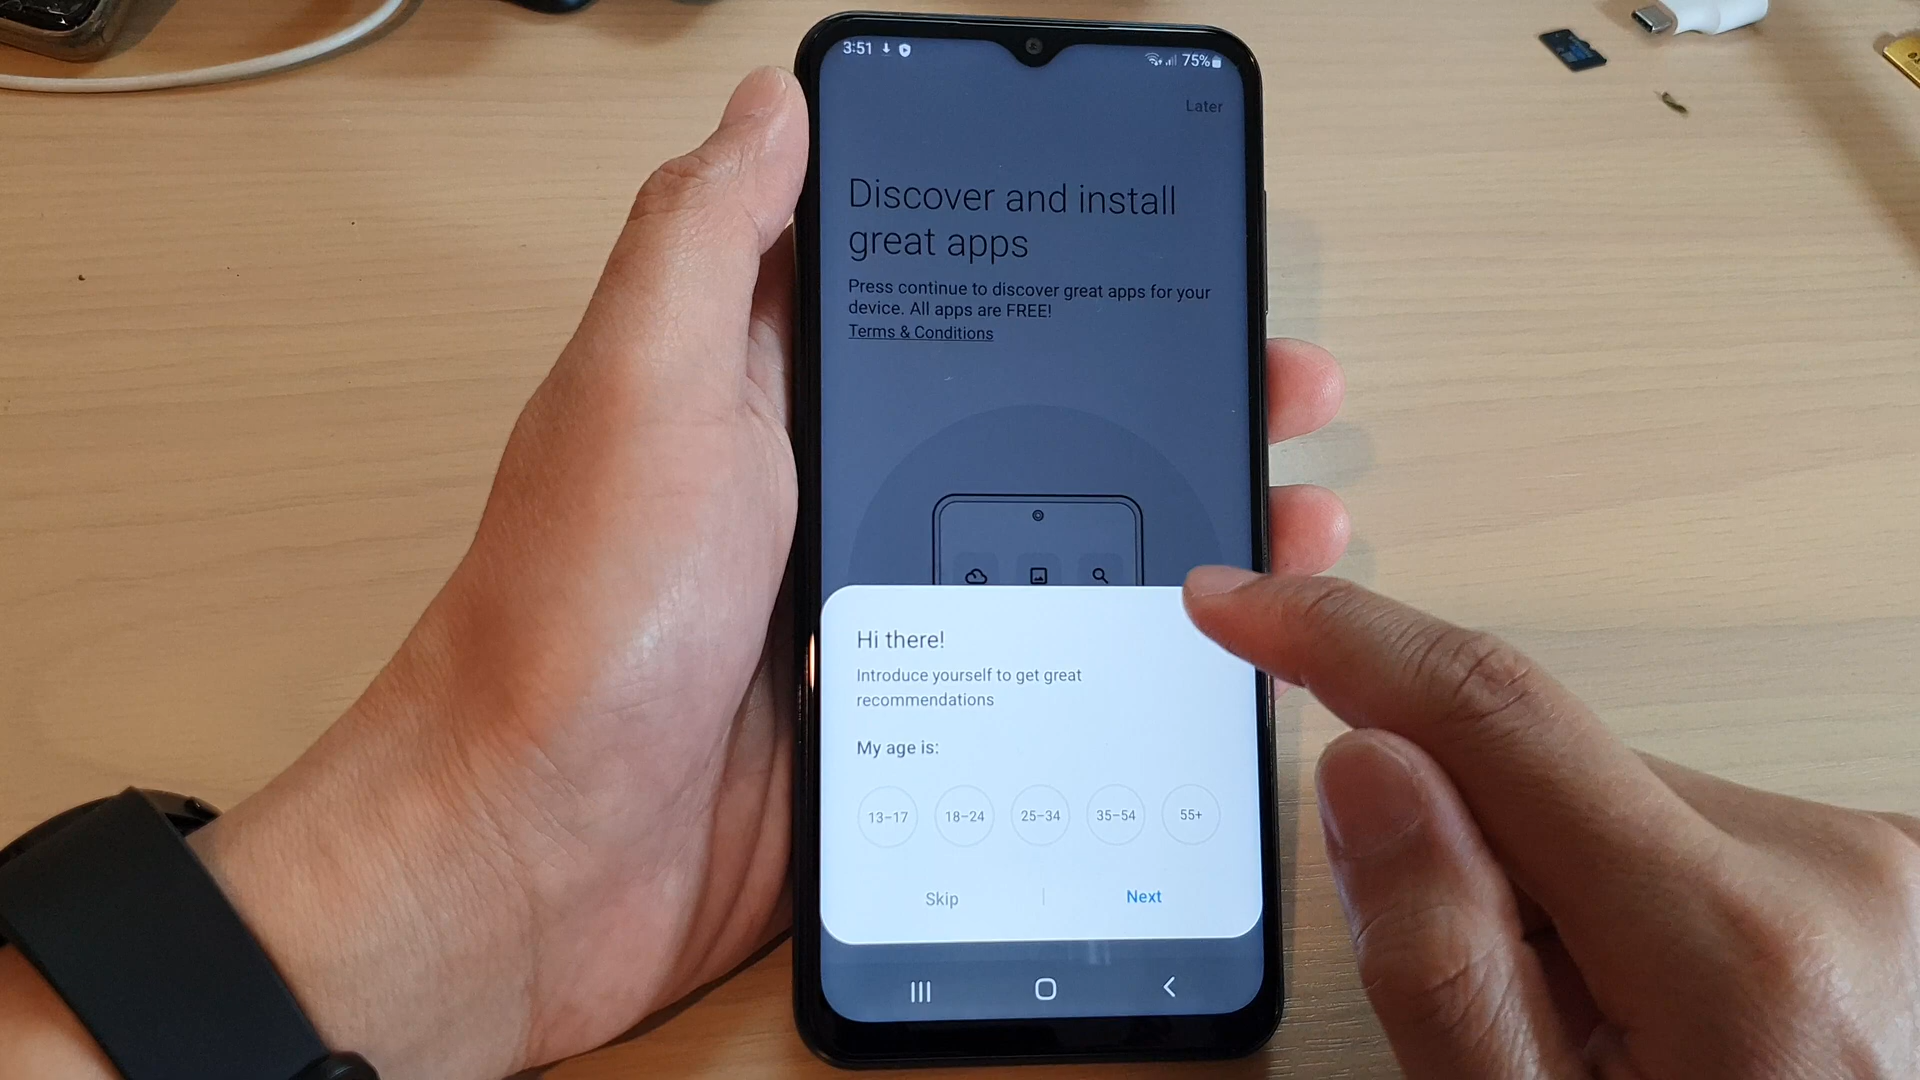 3:51
75%
Later
Discover and install
great apps
Press continue to discover great apps for your
device. All apps are FREE!
Terms & Conditions
Hi there!
Introduce yourself to get great
recommendations
My age is:
13–17 18–24 25–34 35–54 55+
Skip Next